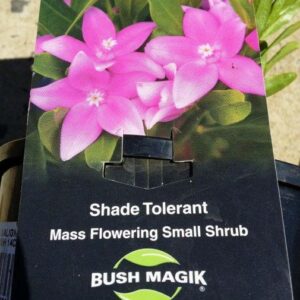 Shade Tolerant
Mass Flowering Small Shrub
BUSH MAGIK®